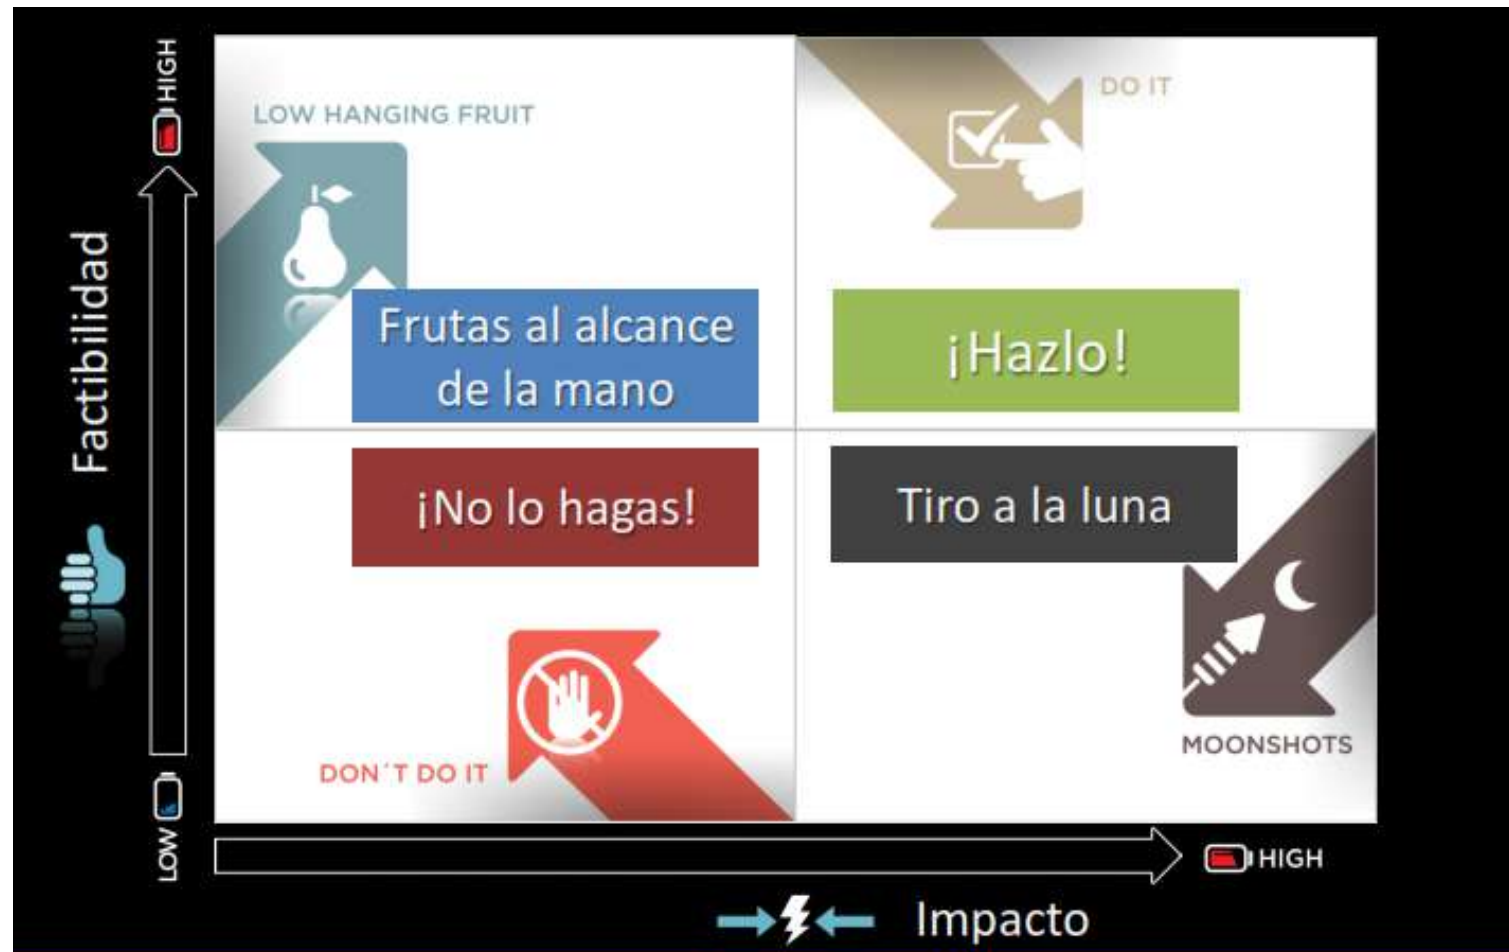 HIGH
LOW HANGING FRUIT
DO IT
Factibilidad
Frutas al alcance
de la mano
¡Hazlo!
¡No lo hagas!
Tiro a la luna
DON´T DO IT
MOONSHOTS
LOW
HIGH
Impacto